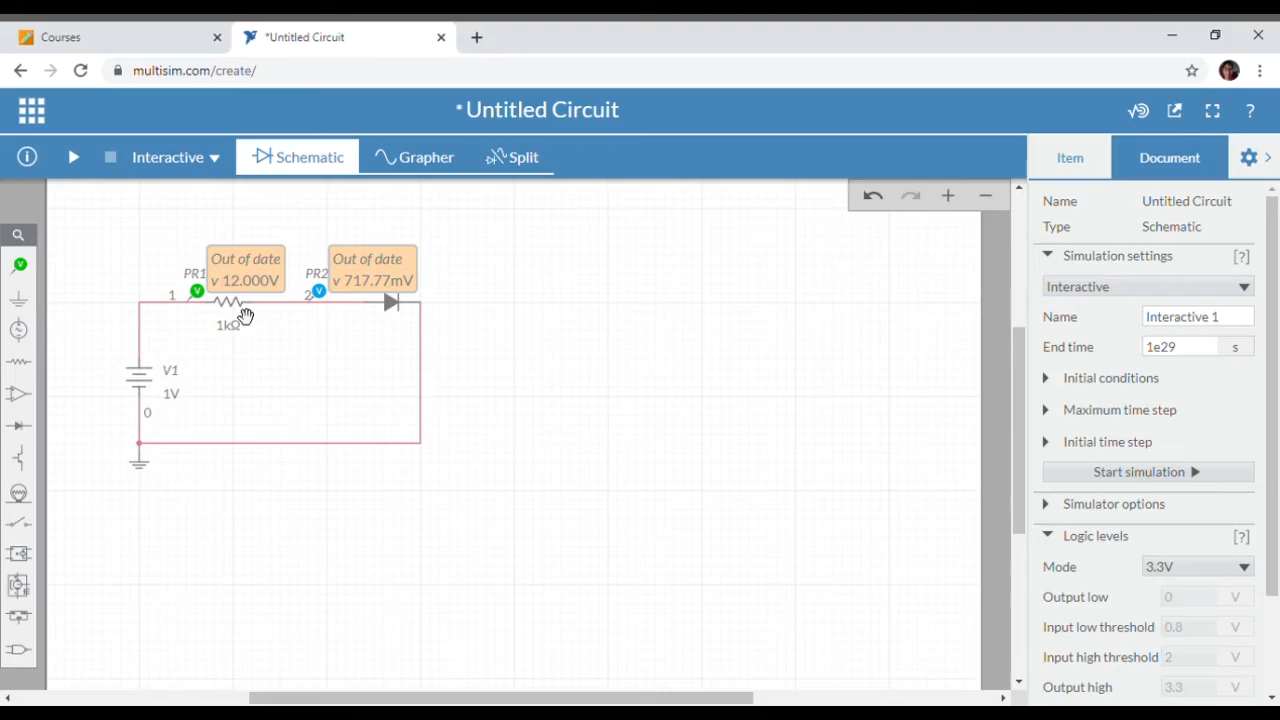 Courses
*Untitled Circuit
multisim.com/create/
* Untitled Circuit
?
Interactive
Schematic
Grapher
Split
Item
Document
Name Untitled Circuit
Type Schematic
Simulation settings [?]
Interactive
Name Interactive 1
End time 1e29 s
Initial conditions
Maximum time step
Initial time step
Start simulation
Simulator options
Logic levels [?]
Mode 3.3V
Output low 0 V
Input low threshold 0.8 V
Input high threshold 2 V
Output high 3.3 V
Out of date
v 12.000V
Out of date
v 717.77mV
PR1
PR2
V
V
V
1
2
1kΩ
V1
1V
0